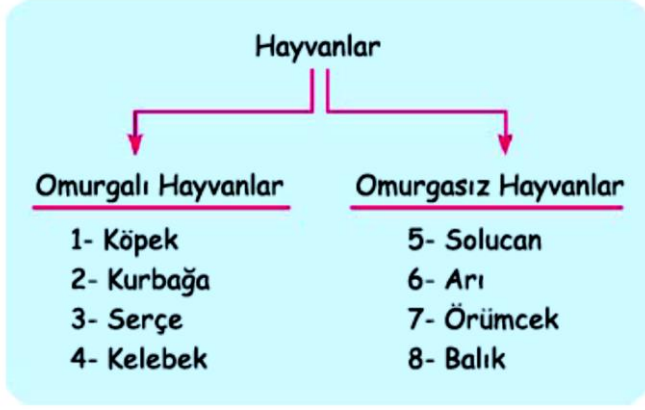 Hayvanlar
Omurgalı Hayvanlar
1- Köpek
2- Kurbağa
3- Serçe
4- Kelebek
Omurgasız Hayvanlar
5- Solucan
6- Arı
7- Örümcek
8- Balık